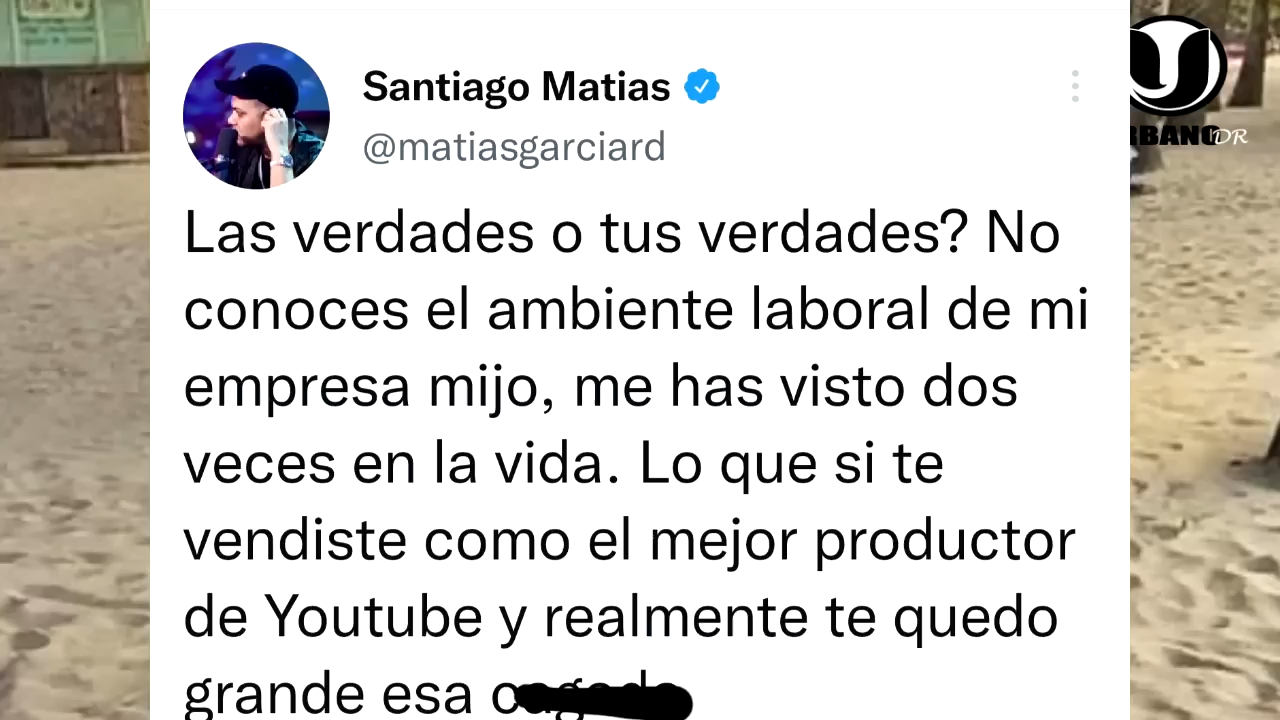 Santiago Matias
@matiasgarciard
Las verdades o tus verdades? No
conoces el ambiente laboral de mi
empresa mijo, me has visto dos
veces en la vida. Lo que si te
vendiste como el mejor productor
de Youtube y realmente te quedo
grande esa
RBANO DR